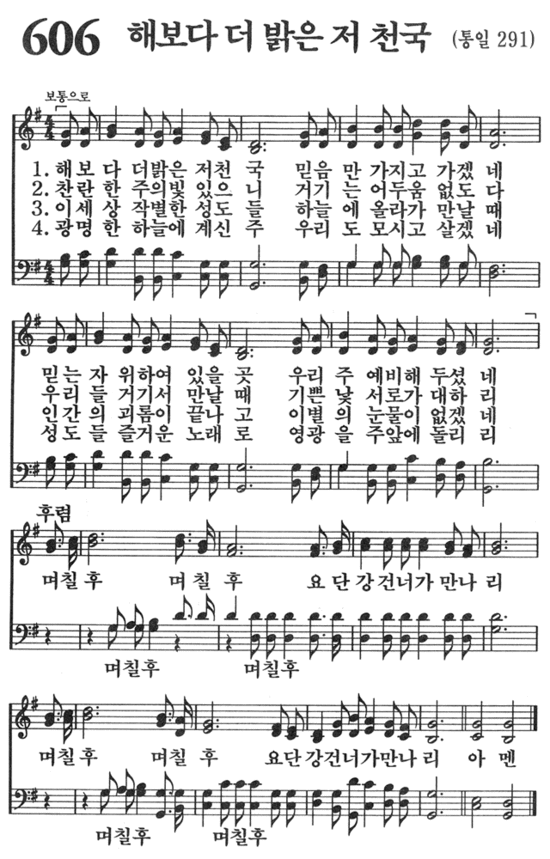 606 해보다 더 밝은 저 천국 (통일 291)
보통으로
1. 해 보 다 더밝은 저천 국 믿음 만 가지고 가겠 네
2. 찬란 한 주의빛 있으 니 거기 는 어두움 없도 다
3. 이세 상 작별한 성도 들 하늘 에 올라가 만날 때
4. 광명 한 하늘에 계신 주 우리 도 모시고 살겠 네
믿는 자 위하여 있을 곳 우리 주 예비해 두셨 네
우리 들 거기서 만날 때 기쁜 낯 서로가 대하 리
인간 의 괴롬이 끝나 고 이별 의 눈물이 없겠 네
성도 들 즐거운 노래 로 영광 을 주앞에 돌리 리
후렴
며칠 후 며 칠 후 요 단 강 건너가 만나 리
며칠후 며칠후
며칠 후 며칠 후 요단 강건너가만나 리 아 멘
며칠후 며칠후